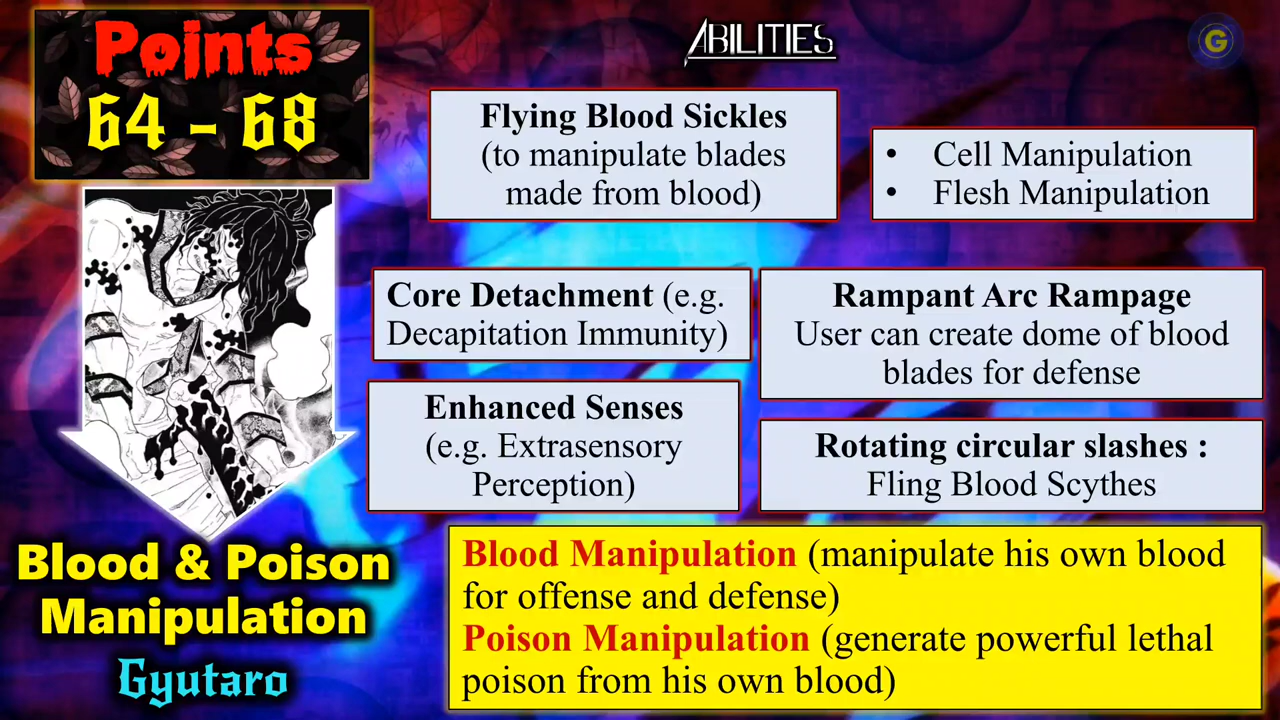 Points
64 - 68
ABILITIES
G
Flying Blood Sickles
(to manipulate blades
made from blood)
• Cell Manipulation
• Flesh Manipulation
Core Detachment (e.g.
Decapitation Immunity)
Rampant Arc Rampage
User can create dome of blood
blades for defense
Enhanced Senses
(e.g. Extrasensory
Perception)
Rotating circular slashes :
Fling Blood Scythes
Blood & Poison
Manipulation
Gyutaro
Blood Manipulation (manipulate his own blood
for offense and defense)
Poison Manipulation (generate powerful lethal
poison from his own blood)